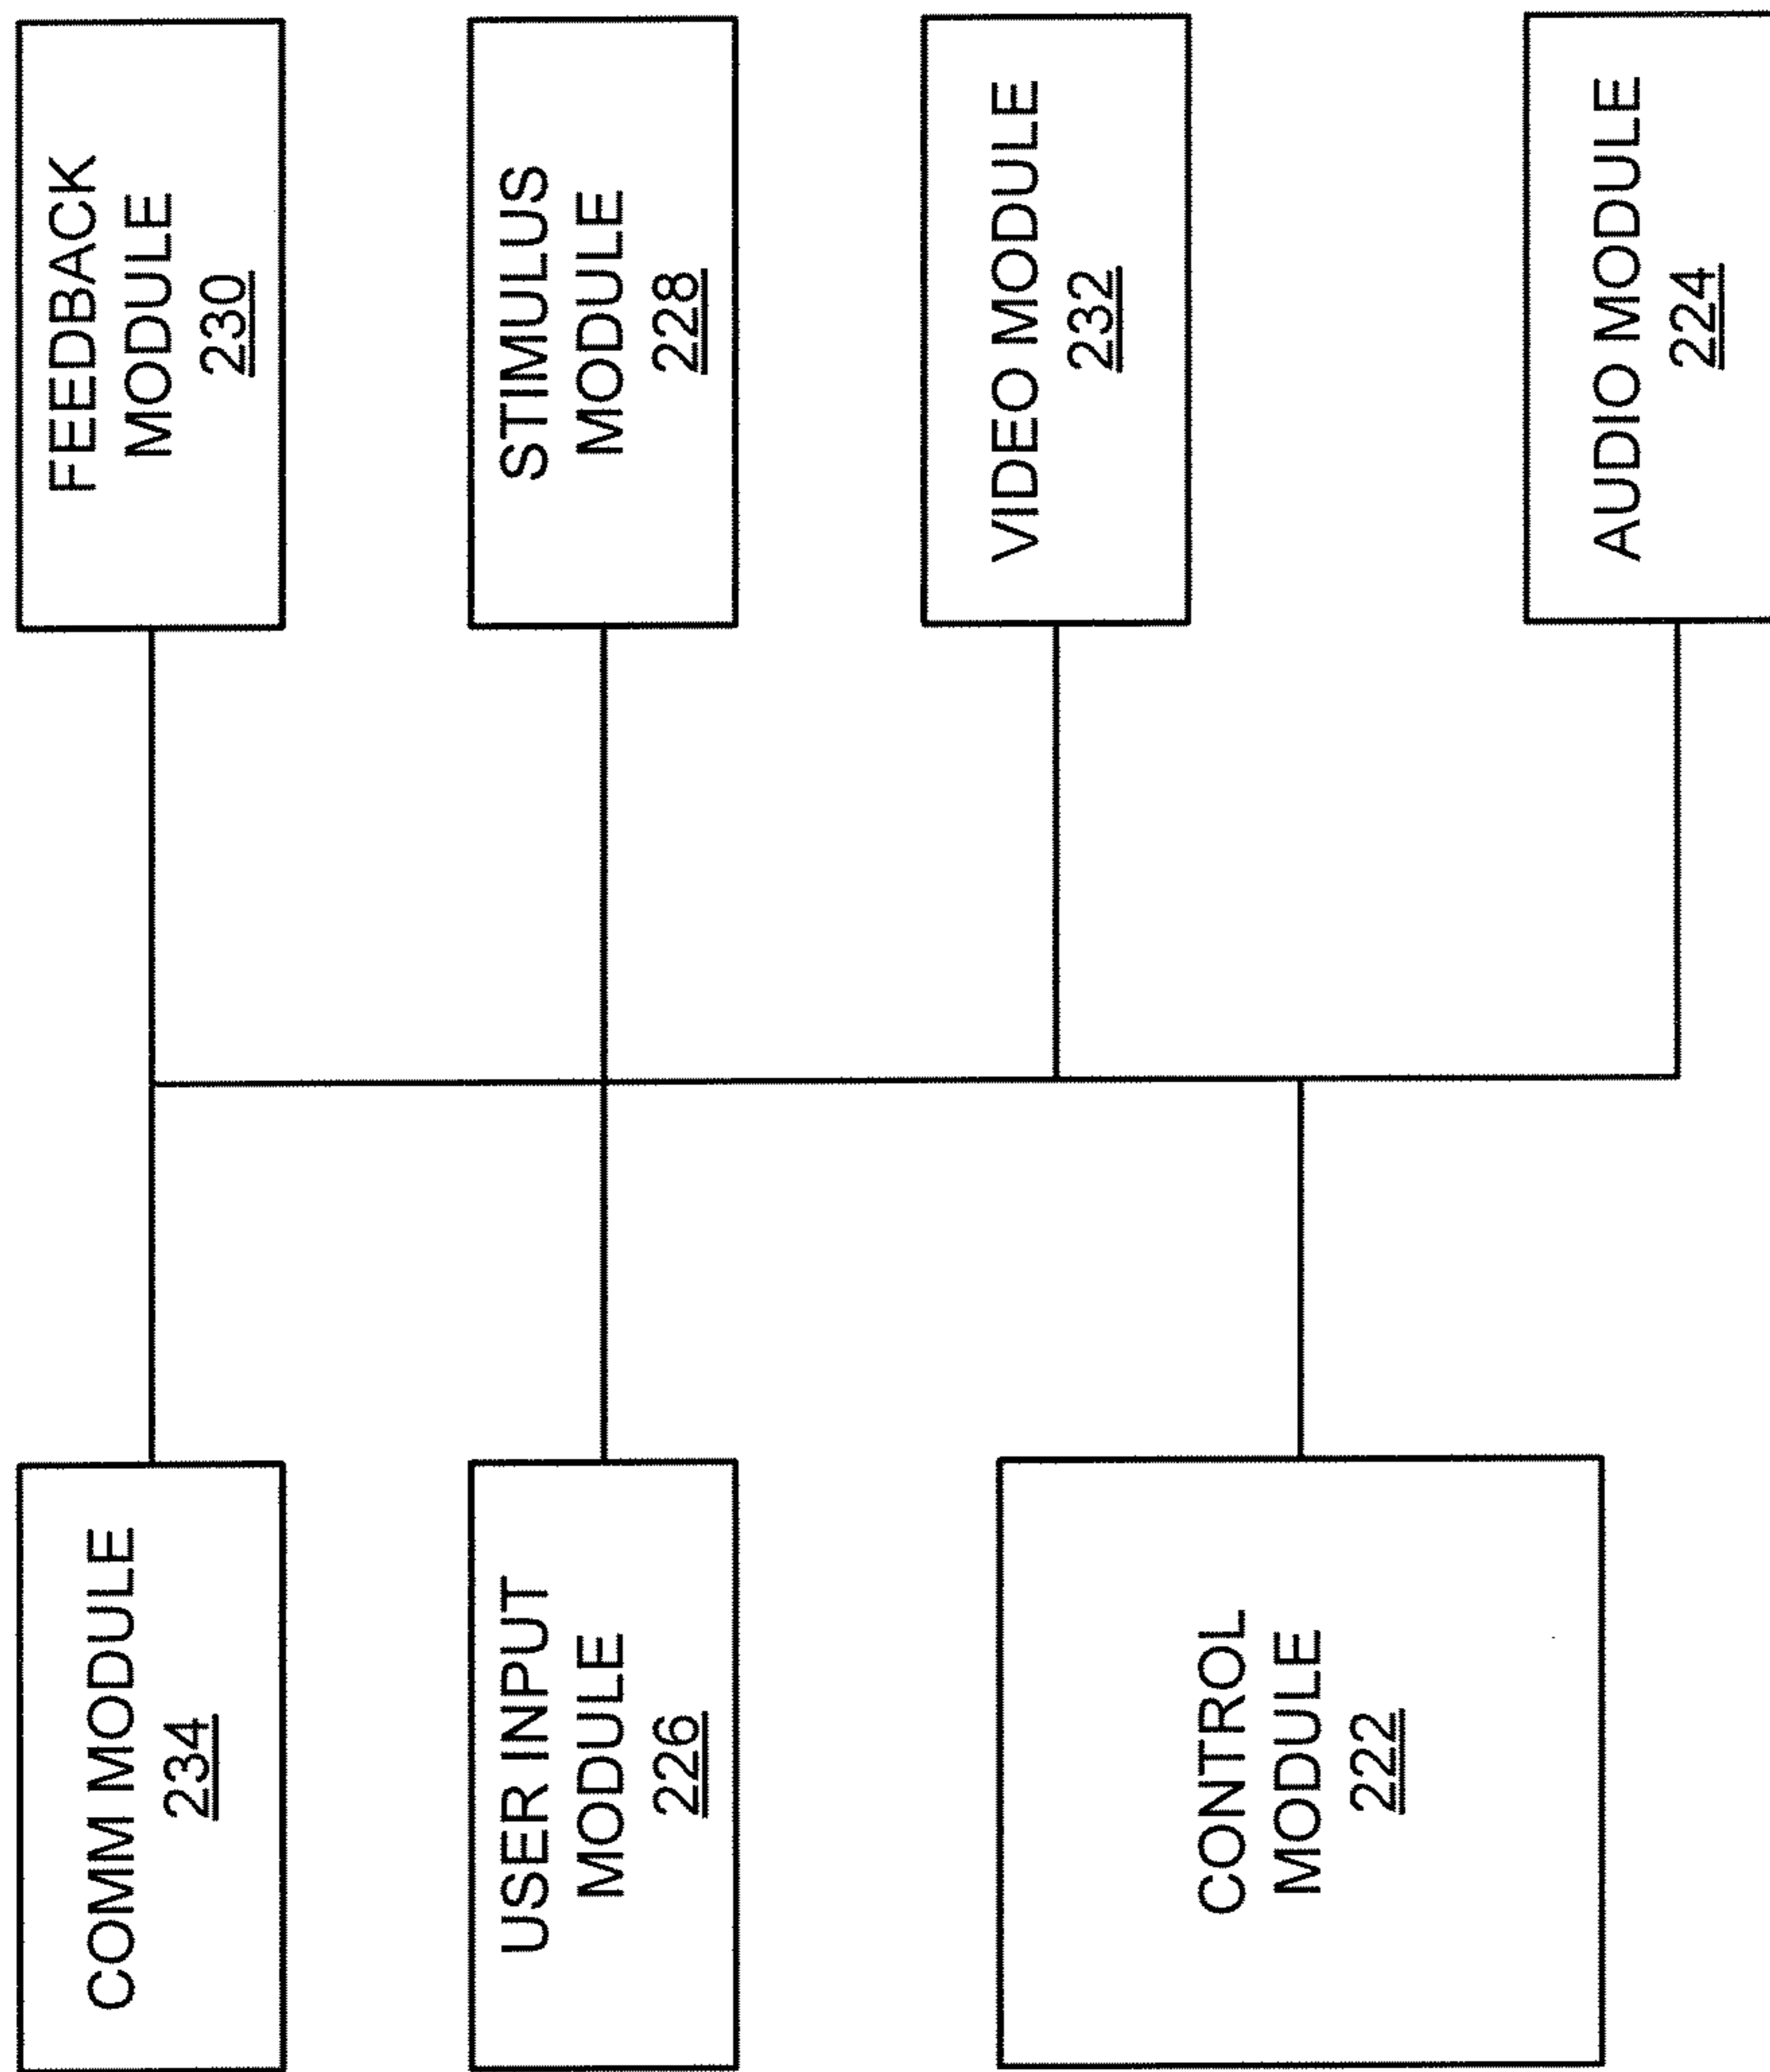 COMM MODULE
234
USER INPUT
MODULE
226
CONTROL
MODULE
222
FEEDBACK
MODULE
230
STIMULUS
MODULE
228
VIDEO MODULE
232
AUDIO MODULE
224